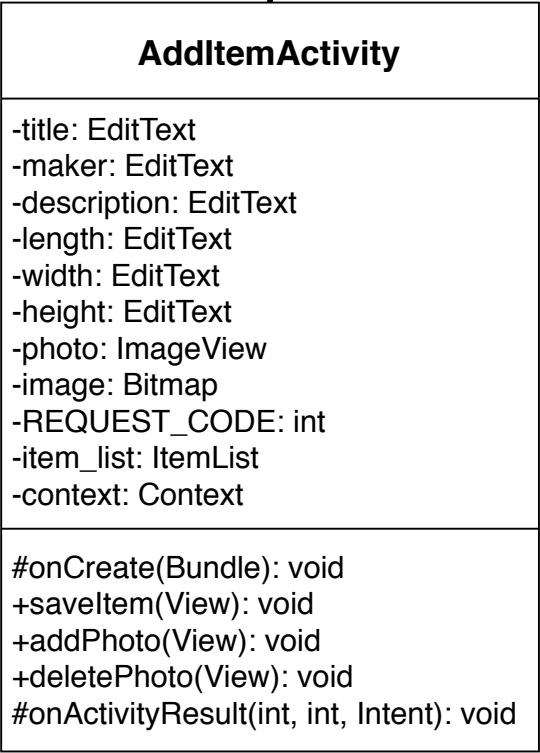 AddItemActivity
-title: EditText
-maker: EditText
-description: EditText
-length: EditText
-width: EditText
-height: EditText
-photo: ImageView
-image: Bitmap
-REQUEST_CODE: int
-item_list: ItemList
-context: Context
#onCreate(Bundle): void
+saveItem(View): void
+addPhoto(View): void
+deletePhoto(View): void
#onActivityResult(int, int, Intent): void